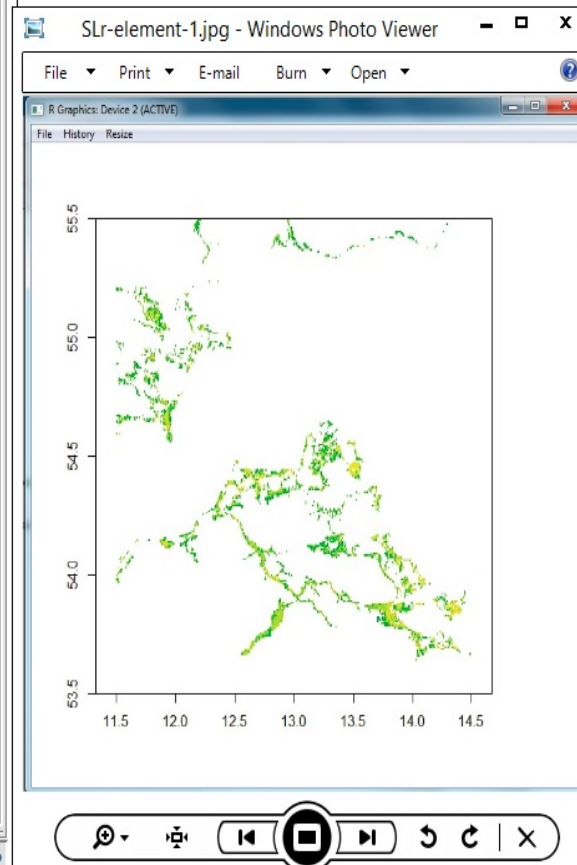 SLr-element-1.jpg - Windows Photo Viewer
File Print E-mail Burn Open
R Graphics: Device 2 (ACTIVE)
File History Resize
55.5
55.0
54.5
54.0
53.5
11.5 12.0 12.5 13.0 13.5 14.0 14.5